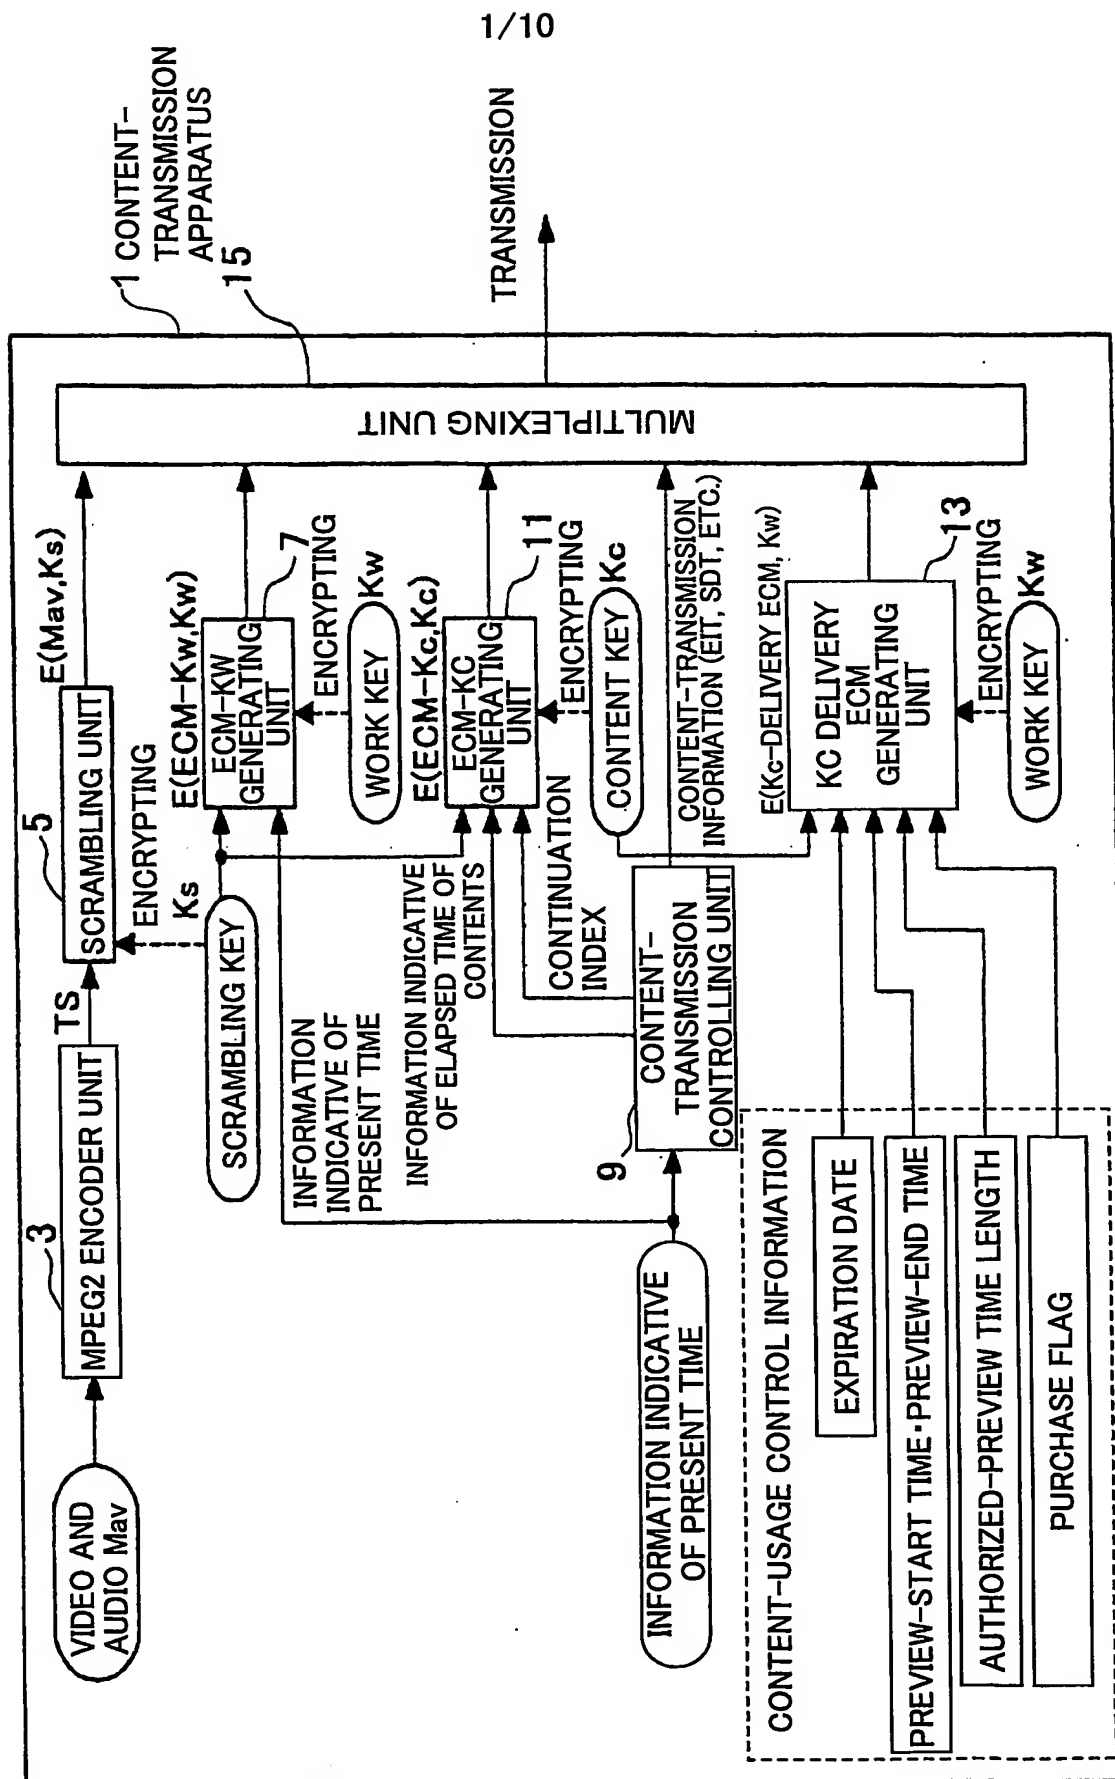 1/10
1 CONTENT-
TRANSMISSION
APPARATUS
15
TRANSMISSION
MULTIPLEXING UNIT
VIDEO AND
AUDIO Mav
3
MPEG2 ENCODER UNIT
TS
5
SCRAMBLING UNIT
E(Mav,Ks)
ENCRYPTING
Ks
SCRAMBLING KEY
E(ECM-Kw,Kw)
7
ECM-KW
GENERATING
UNIT
ENCRYPTING
WORK KEY
Kw
INFORMATION
INDICATIVE OF
PRESENT TIME
INFORMATION INDICATIVE
OF ELAPSED TIME OF
CONTENTS
E(ECM-Kc,Kc)
11
ECM-KC
GENERATING
UNIT
ENCRYPTING
CONTENT KEY
Kc
CONTINUATION
INDEX
INFORMATION INDICATIVE
OF PRESENT TIME
9
CONTENT-
TRANSMISSION
CONTROLLING UNIT
CONTENT-TRANSMISSION
INFORMATION (EIT, SDT, ETC.)
E(Kc-DELIVERY ECM, Kw)
13
KC DELIVERY
ECM
GENERATING
UNIT
ENCRYPTING
WORK KEY
Kw
CONTENT-USAGE CONTROL INFORMATION
EXPIRATION DATE
PREVIEW-START TIME·PREVIEW-END TIME
AUTHORIZED-PREVIEW TIME LENGTH
PURCHASE FLAG